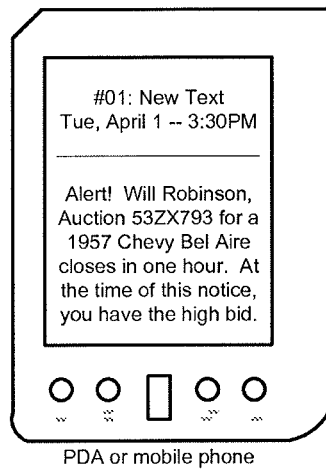 #01: New Text
Tue, April 1 -- 3:30PM
Alert! Will Robinson,
Auction 53ZX793 for a
1957 Chevy Bel Aire
closes in one hour. At
the time of this notice,
you have the high bid.
PDA or mobile phone